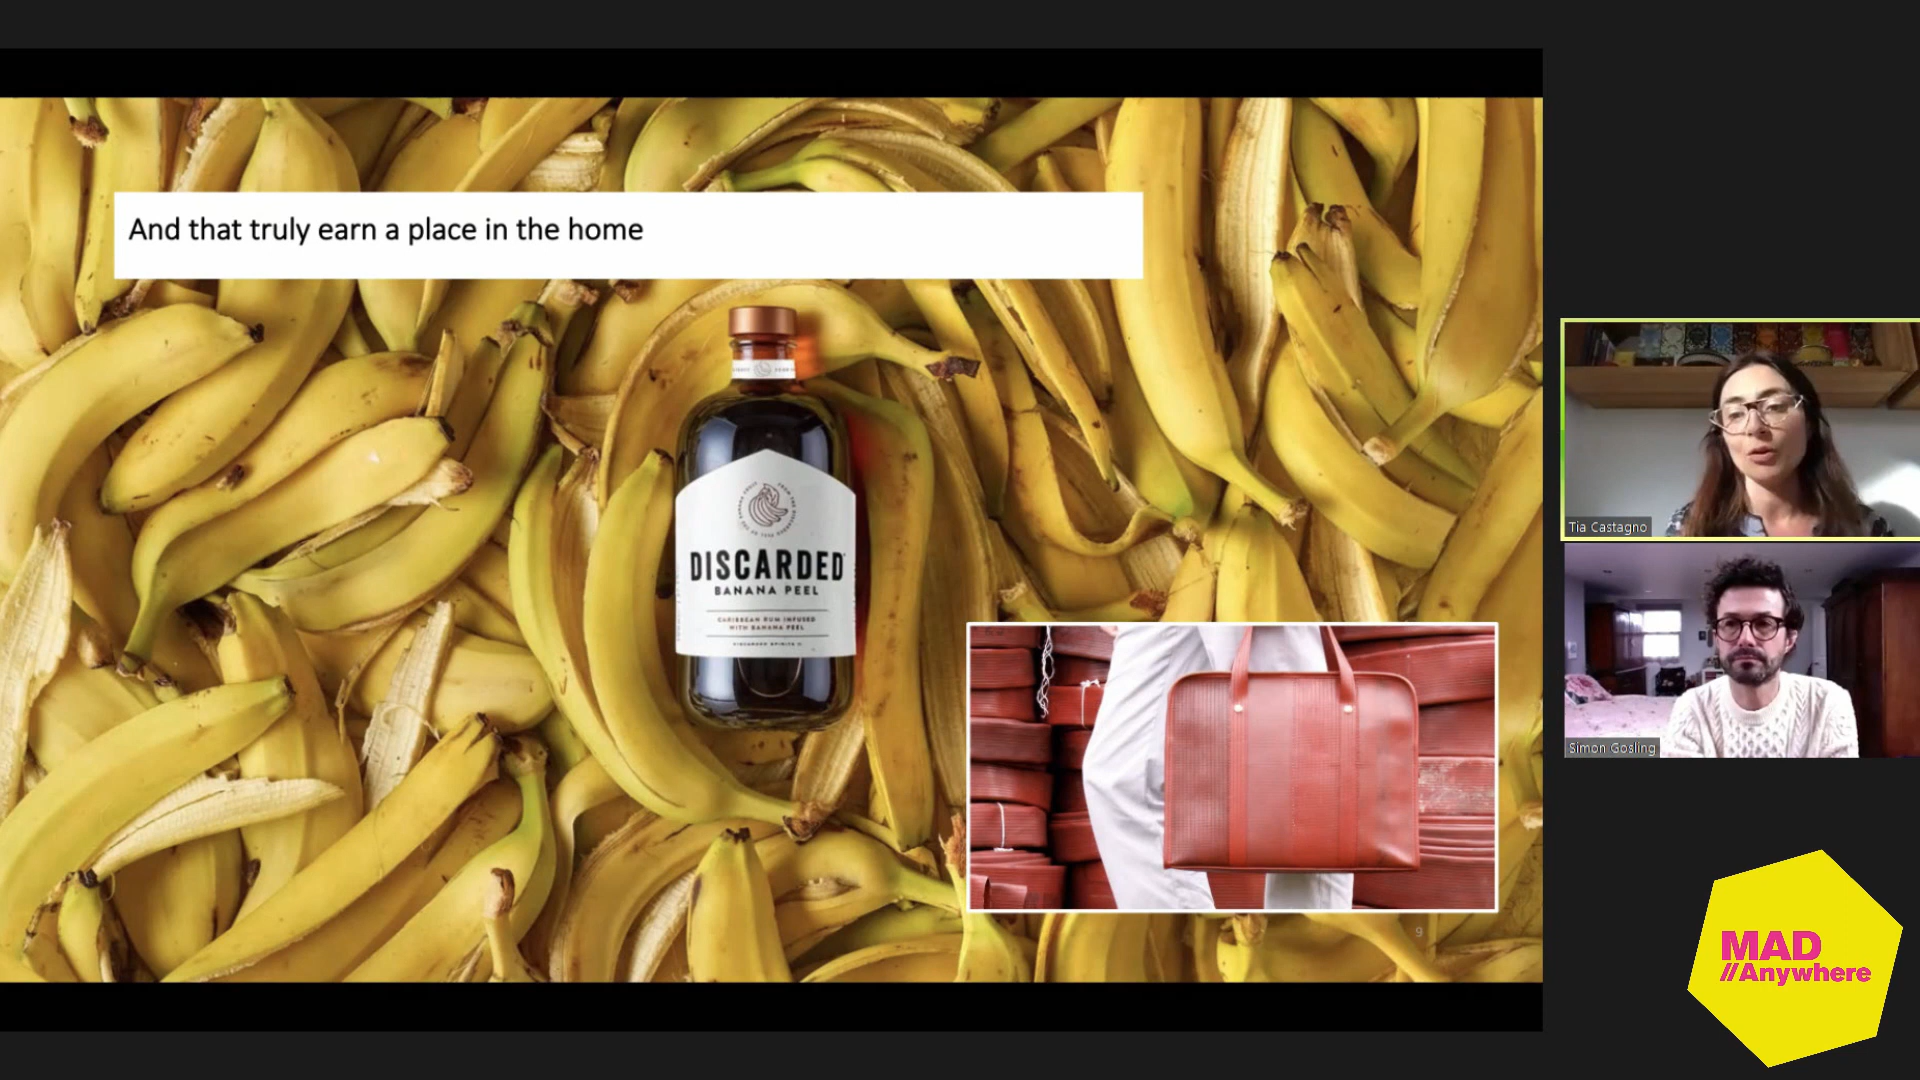 And that truly earn a place in the home
DISCARDED
BANANA PEEL
CARIBBEAN RUM INFUSED
WITH BANANA PEEL
9
Tia Castagno
Simon Gosling
MAD
//Anywhere